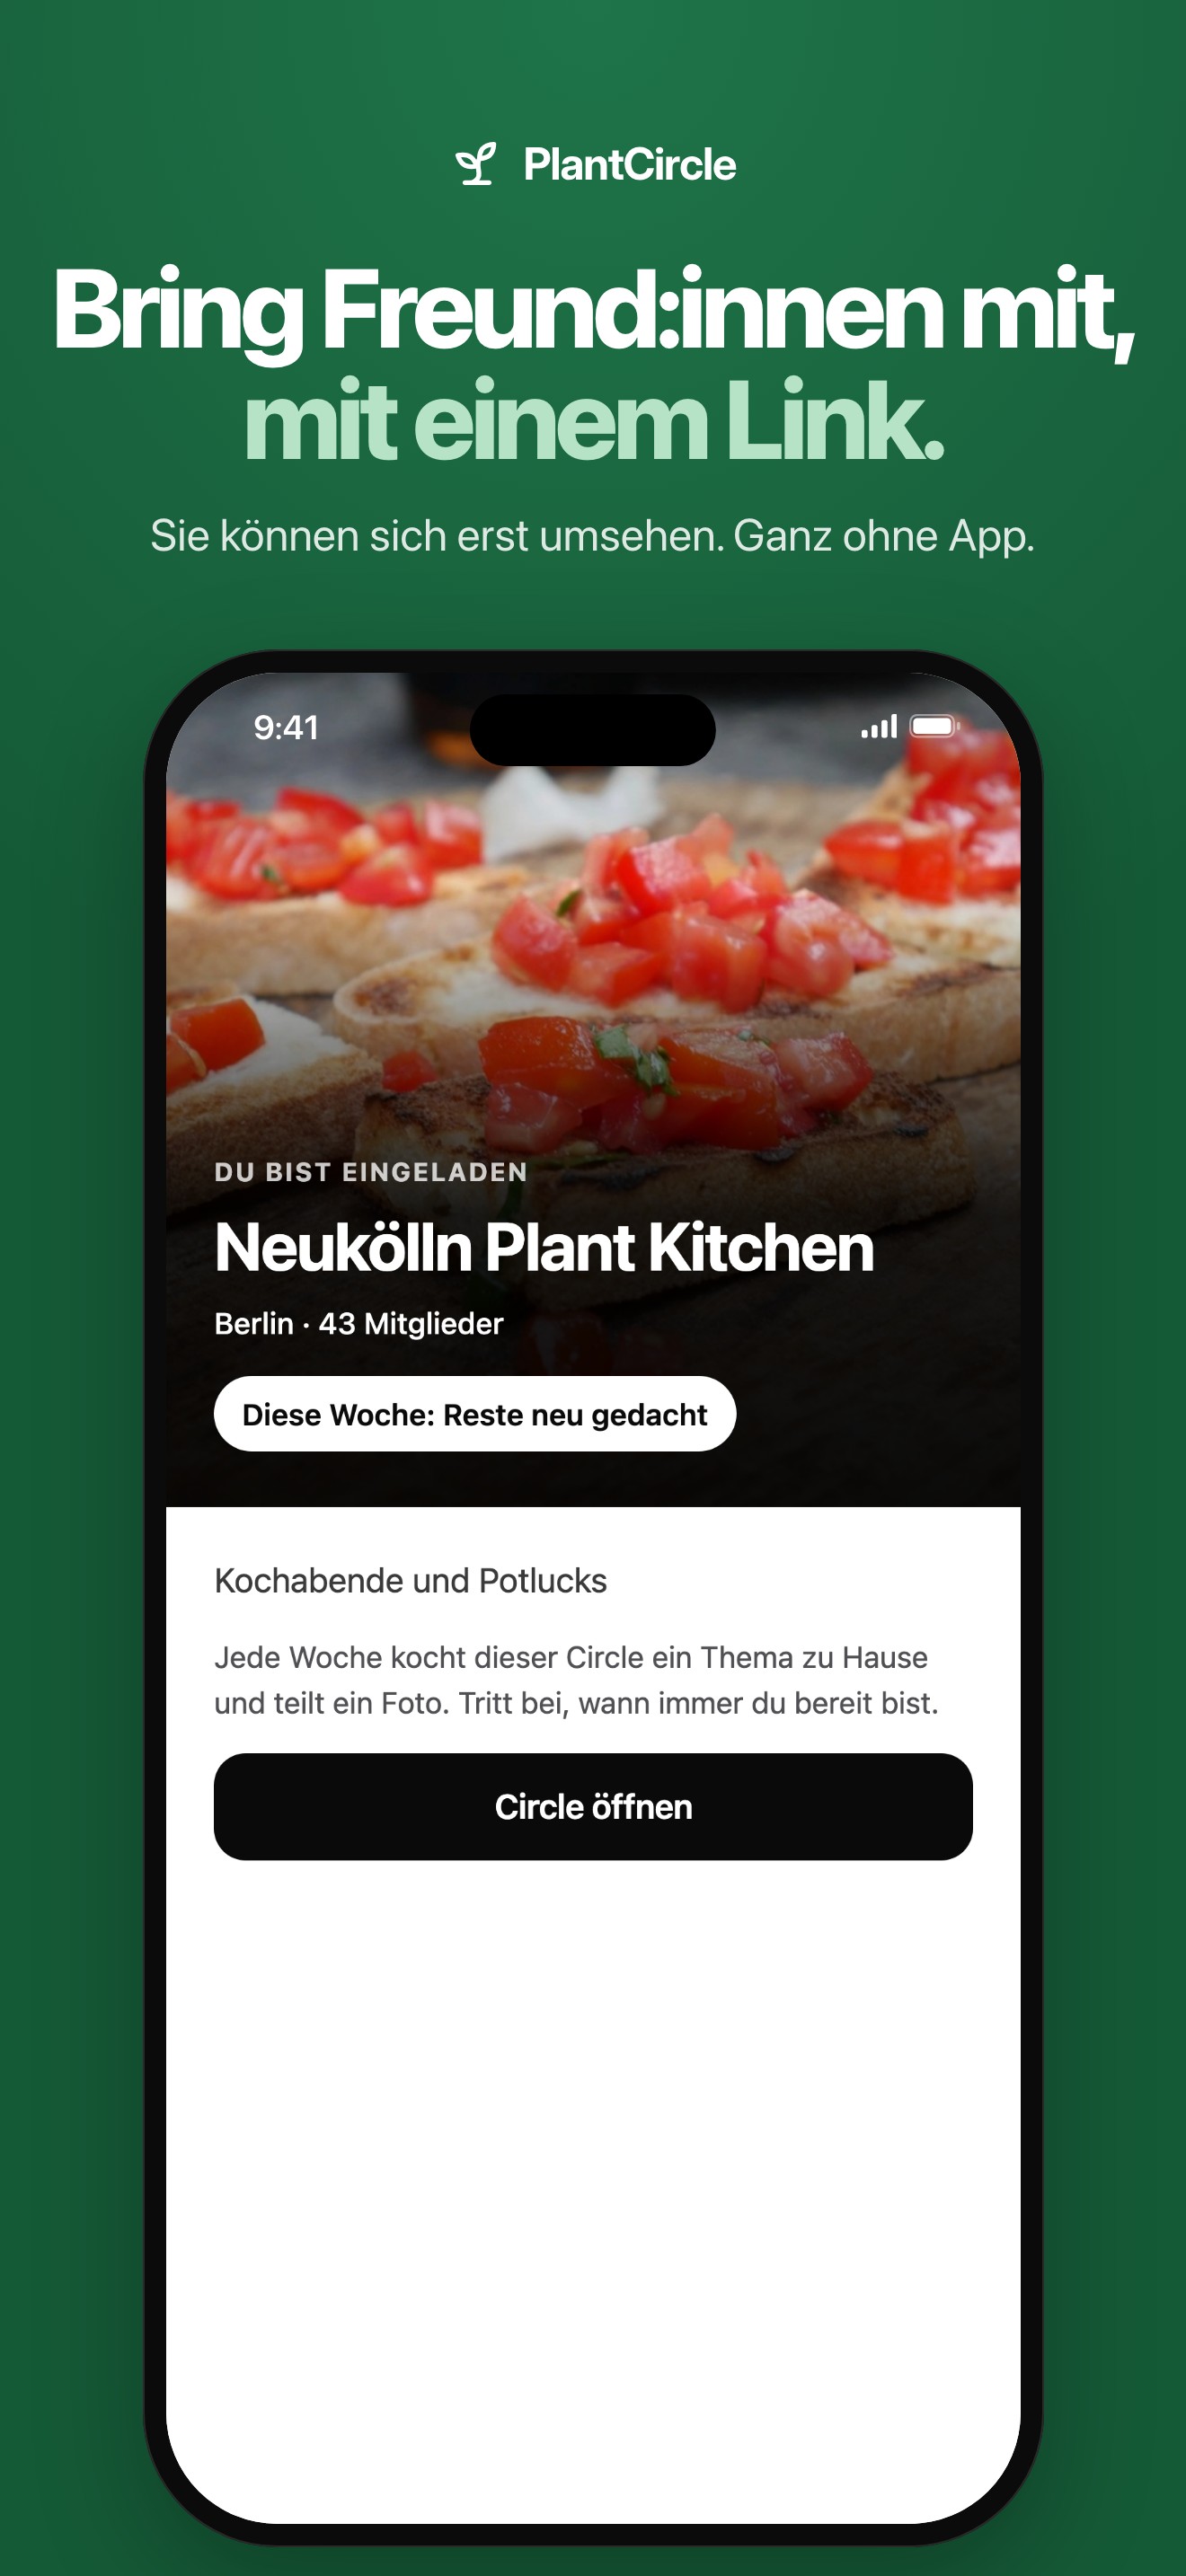 PlantCircle
Bring Freund:innen mit,
mit einem Link.
Sie können sich erst umsehen. Ganz ohne App.
9:41
DU BIST EINGELADEN
Neukölln Plant Kitchen
Berlin · 43 Mitglieder
Diese Woche: Reste neu gedacht
Kochabende und Potlucks
Jede Woche kocht dieser Circle ein Thema zu Hause
und teilt ein Foto. Tritt bei, wann immer du bereit bist.
Circle öffnen